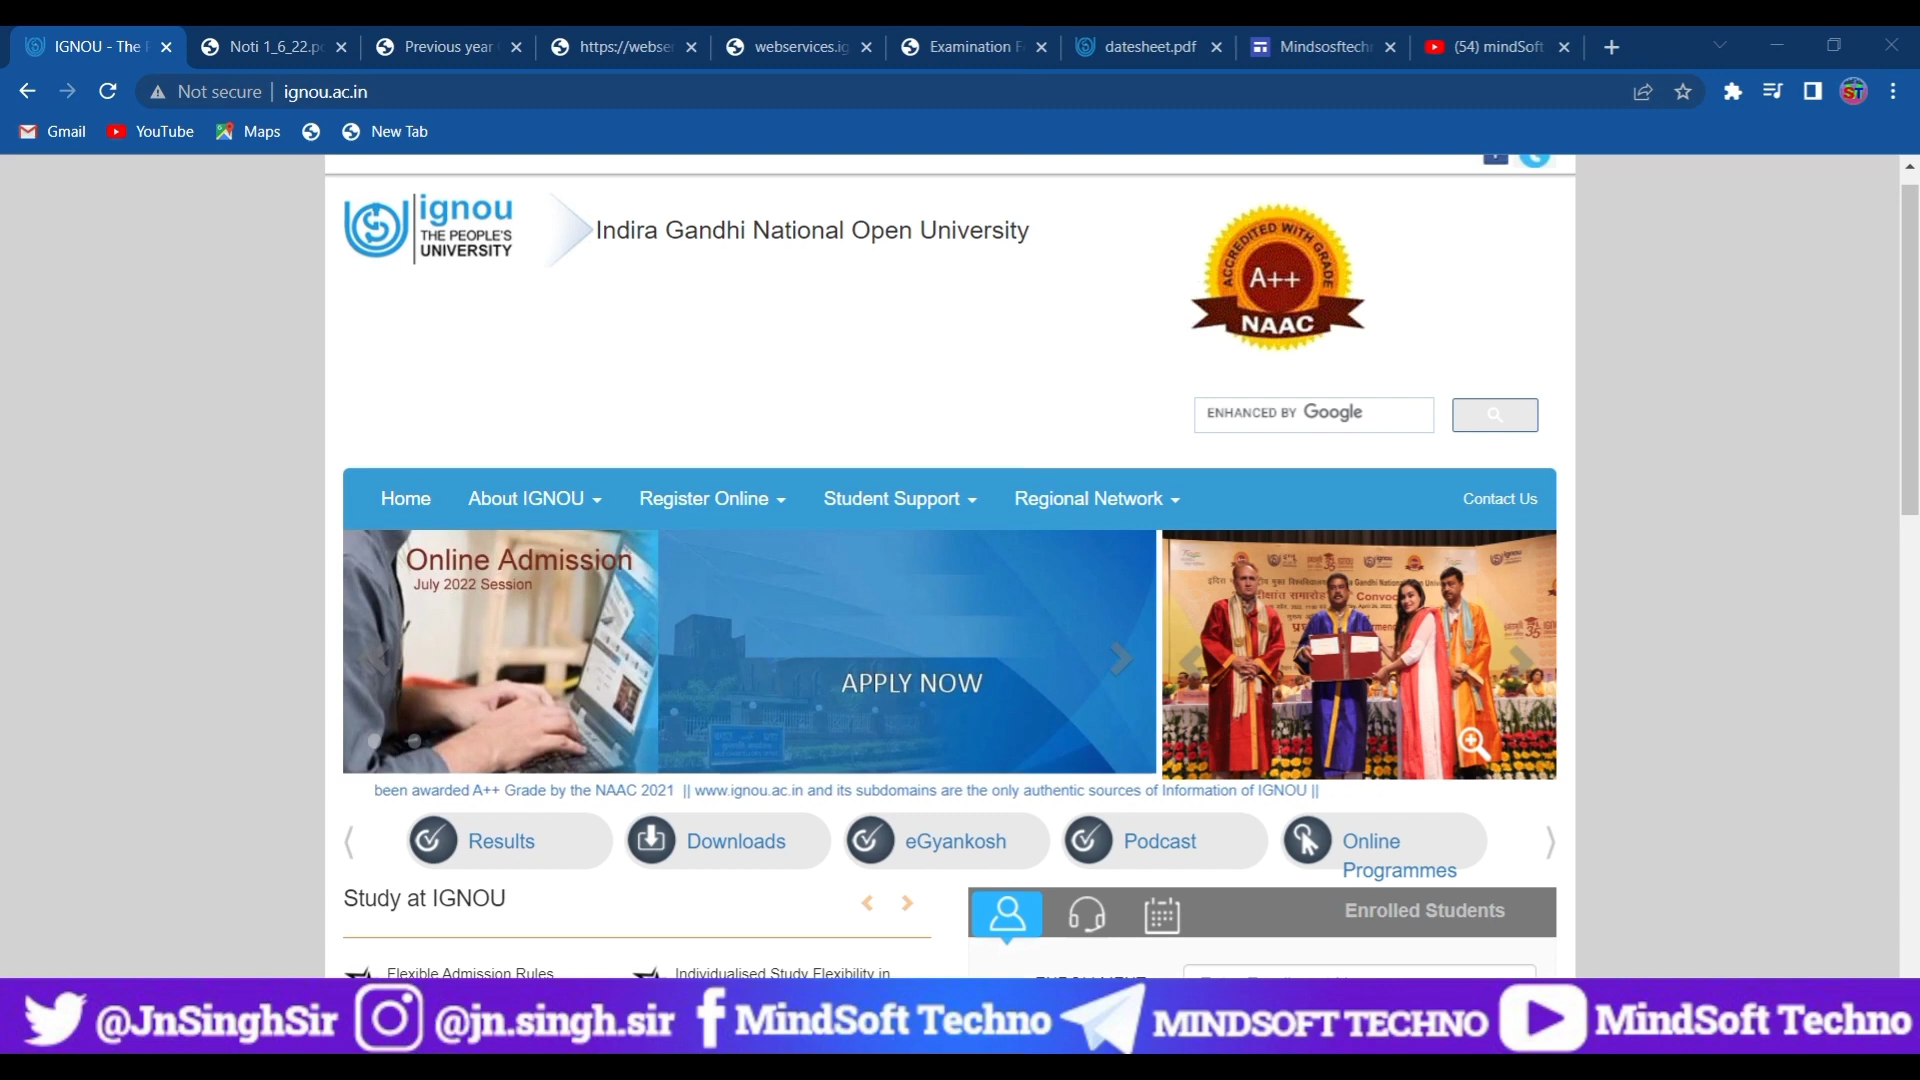 IGNOU - The
Noti 1_6_22.p
Previous year
https://webser
webservices.ig
Examination F
datesheet.pdf
Mindsosftech
(54) mindSoft
Not secure
ignou.ac.in
ST
Gmail
YouTube
Maps
New Tab
ignou
THE PEOPLE'S
UNIVERSITY
Indira Gandhi National Open University
ACCREDITED WITH GRADE
A++
NAAC
ENHANCED BY Google
Home
About IGNOU
Register Online
Student Support
Regional Network
Contact Us
Online Admission
July 2022 Session
APPLY NOW
been awarded A++ Grade by the NAAC 2021 || www.ignou.ac.in and its subdomains are the only authentic sources of Information of IGNOU ||
Results
Downloads
eGyankosh
Podcast
Online
Programmes
Study at IGNOU
Enrolled Students
Flexible Admission Rules
Individualised Study Flexibility in
@JnSinghSir
@jn.singh.sir
MindSoft Techno
MINDSOFT TECHNO
MindSoft Techno